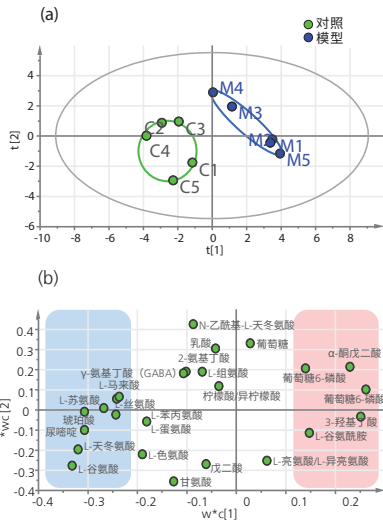 (a)
对照
模型
t [2]
4
2
0
-2
-4
-6
M4
M3
M2
M1
M5
C2
C3
C4
C1
C5
-10 -8 -6 -4 -2 0 2 4 6 8
t[1]
(b)
*wc [2]
0.4
0.3
0.2
0.1
0
-0.1
-0.2
-0.3
-0.4
N-乙酰基-L-天冬氨酸
乳酸
葡萄糖
2-氨基丁酸
α-酮戊二酸
γ-氨基丁酸（GABA）
L-组氨酸
葡萄糖6-磷酸
L-马来酸
柠檬酸/异柠檬酸
葡萄糖6-磷酸
L-苏氨酸
L-丝氨酸
琥珀酸
L-苯丙氨酸
3-羟基丁酸
尿嘧啶
L-蛋氨酸
L-谷氨酰胺
L-天冬氨酸
L-色氨酸
L-谷氨酸
戊二酸
L-亮氨酸/L-异亮氨酸
甘氨酸
-0.4 -0.3 -0.2 -0.1 0 0.1 0.2
w*c[1]